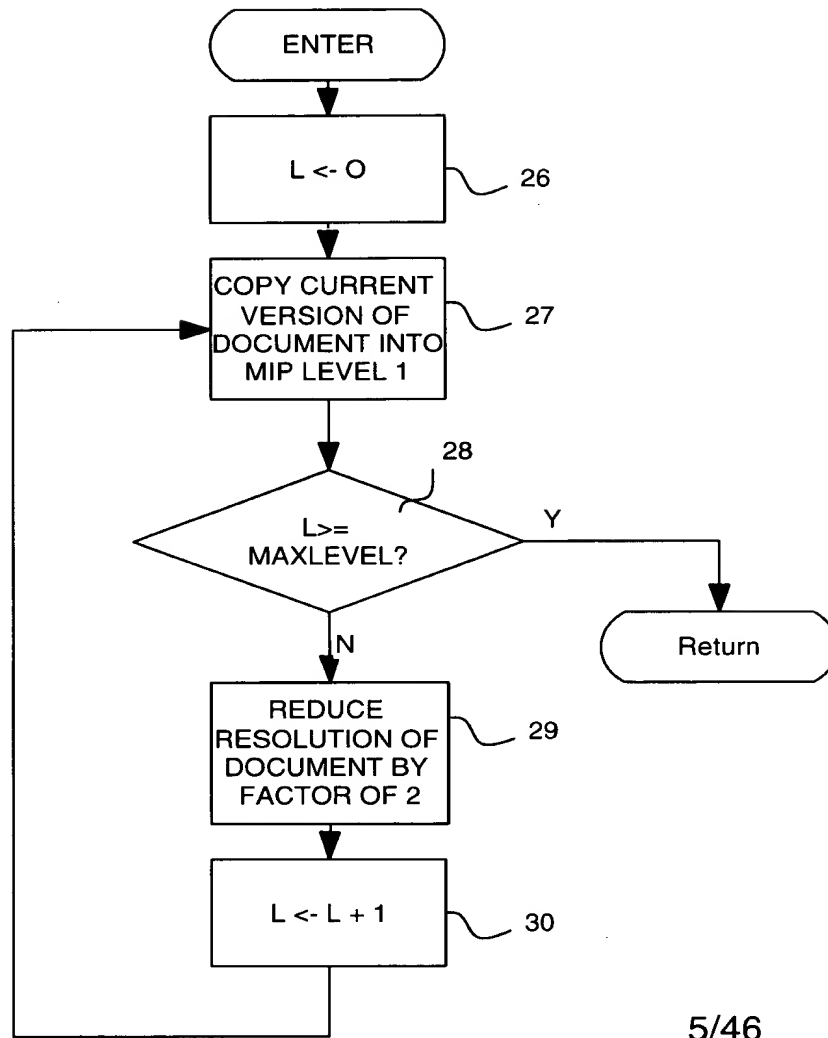 ENTER
L <- O
26
COPY CURRENT
VERSION OF
DOCUMENT INTO
MIP LEVEL 1
27
28
L>=
MAXLEVEL?
Y
Return
N
REDUCE
RESOLUTION OF
DOCUMENT BY
FACTOR OF 2
29
L <- L + 1
30
5/46